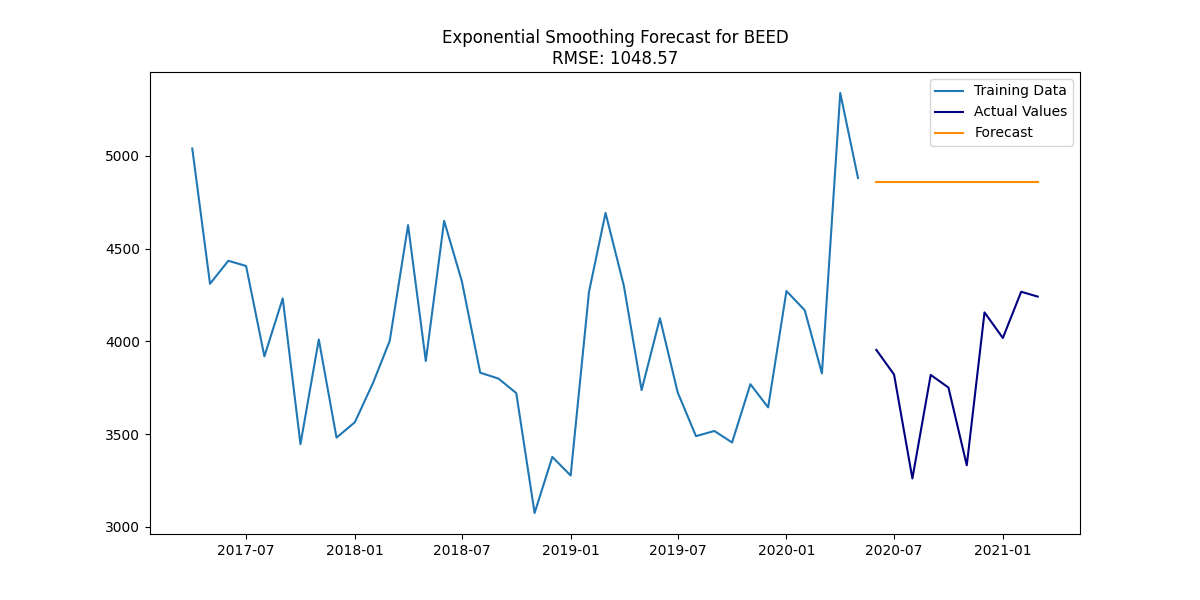 Exponential Smoothing Forecast for BEED
RMSE: 1048.57
Training Data
Actual Values
Forecast
5000
4500
4000
3500
3000
2017-07 2018-01 2018-07 2019-01 2019-07 2020-01 2020-07 2021-01